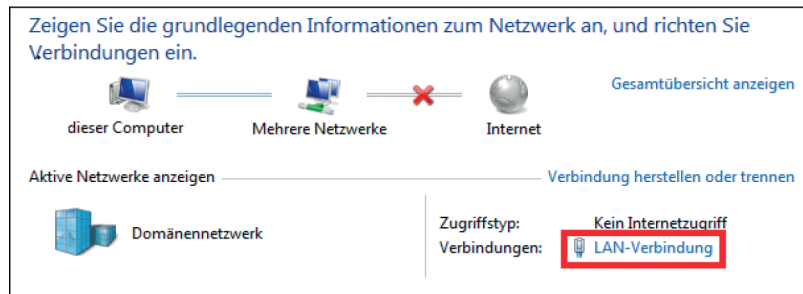 Zeigen Sie die grundlegenden Informationen zum Netzwerk an, und richten Sie
Verbindungen ein.
Gesamtübersicht anzeigen
dieser Computer Mehrere Netzwerke Internet
Aktive Netzwerke anzeigen Verbindung herstellen oder trennen
Domänennetzwerk
Zugriffstyp: Kein Internetzugriff
Verbindungen: LAN-Verbindung